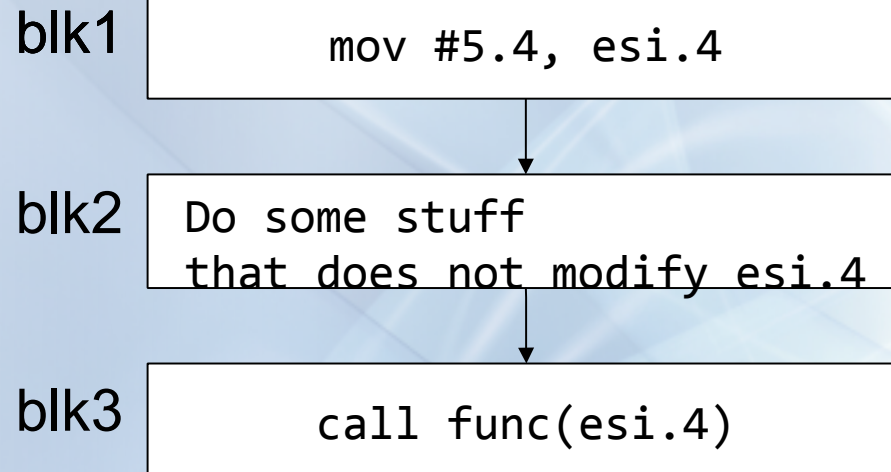 blk1
mov #5.4, esi.4
blk2
Do some stuff
that does not modify esi.4
blk3
call func(esi.4)